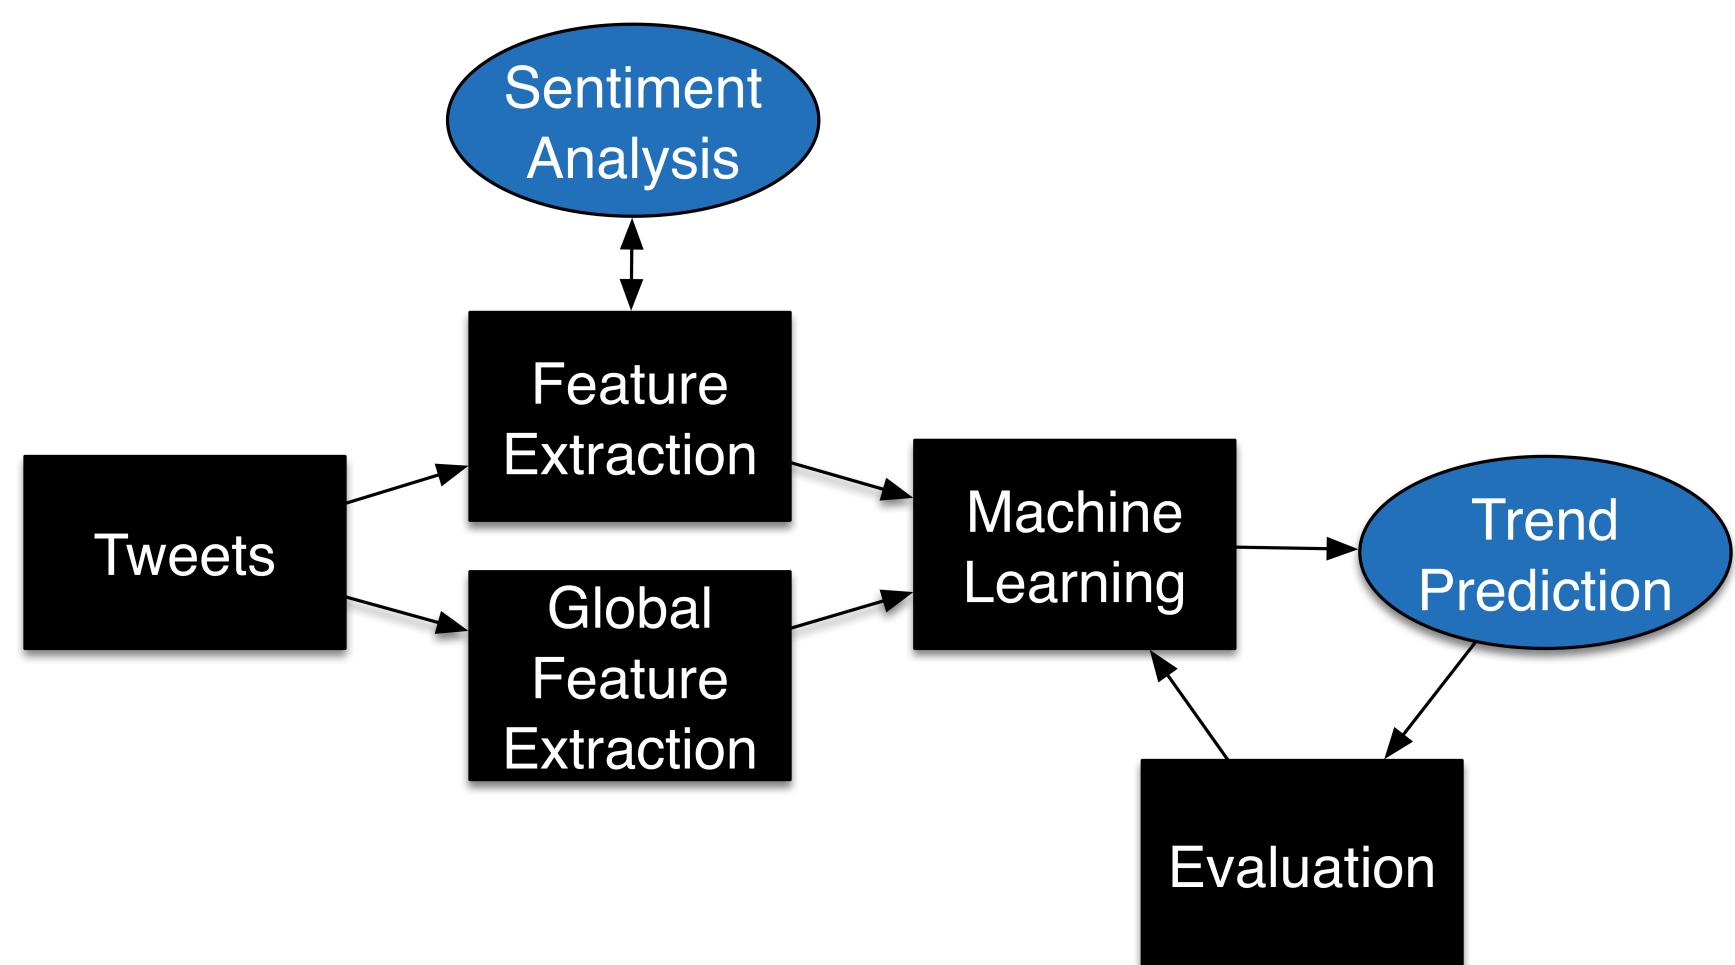 Sentiment
Analysis
Feature
Extraction
Tweets
Global
Feature
Extraction
Machine
Learning
Trend
Prediction
Evaluation